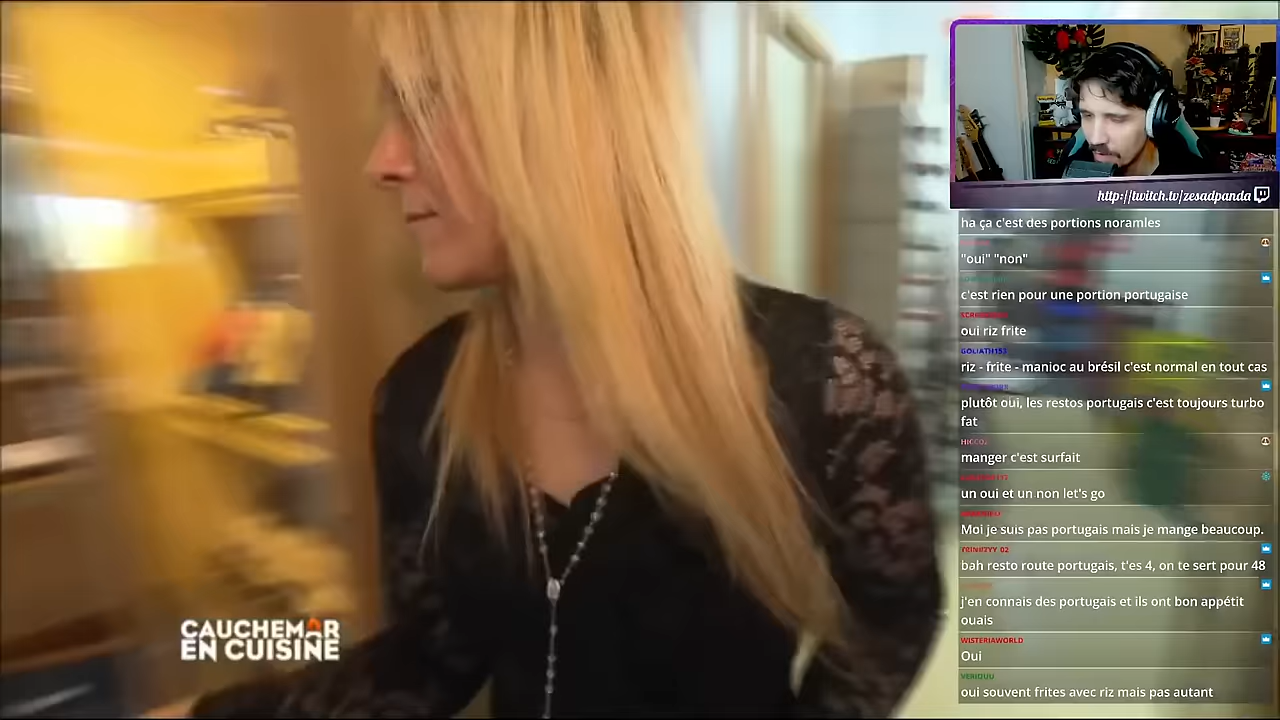 http://twitch.tv/zesadpanda
ha ça c'est des portions noramles
"oui" "non"
c'est rien pour une portion portugaise
oui riz frite
GOLIATH153
riz - frite - manioc au brésil c'est normal en tout cas
plutôt oui, les restos portugais c'est toujours turbo
fat
manger c'est surfait
un oui et un non let's go
Moi je suis pas portugais mais je mange beaucoup.
bah resto route portugais, t'es 4, on te sert pour 48
j'en connais des portugais et ils ont bon appétit
ouais
WISTERIAWORLD
Oui
oui souvent frites avec riz mais pas autant
CAUCHEMAR
EN CUISINE